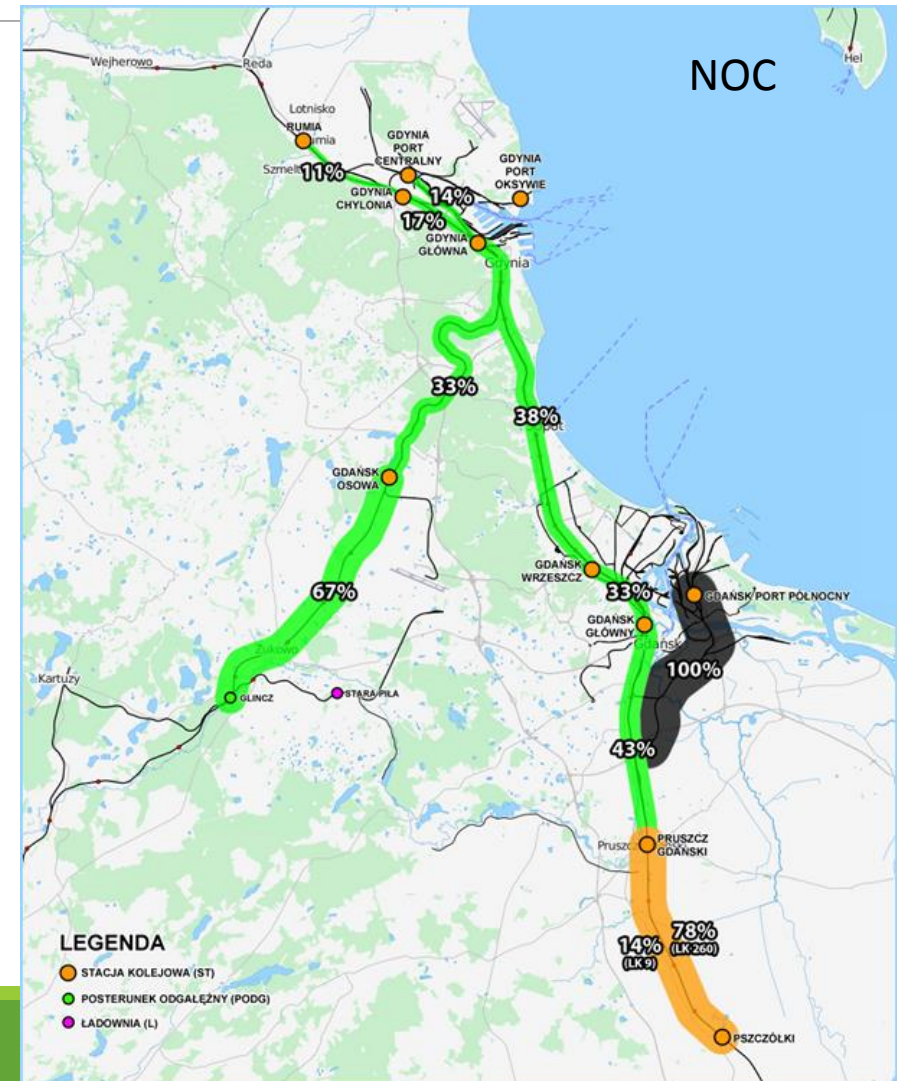 NOC
Hel
Wejherowo
Reda
Lotnisko
RUMIA
GDYNIA
PORT
CENTRALNY
GDYNIA
PORT
OKSYWIE
11%
GDYNIA
CHYLONIA
14%
17%
GDYNIA
GŁÓWNA
Gdynia
33%
38%
GDAŃSK
OSOWA
GDAŃSK
WRZESZCZ
33%
67%
GDAŃSK PORT PÓŁNOCNY
GDAŃSK
GŁÓWNY
Gdańsk
Żukowo
100%
Kartuzy
GLINCZ
STARA PIŁA
43%
PRUSZCZ
GDAŃSKI
14%
(LK 9)
78%
(LK 260)
PSZCZÓŁKI
LEGENDA
STACJA KOLEJOWA (ST)
POSTERUNEK ODGAŁĘŹNY (PODG)
ŁADOWNIA (L)